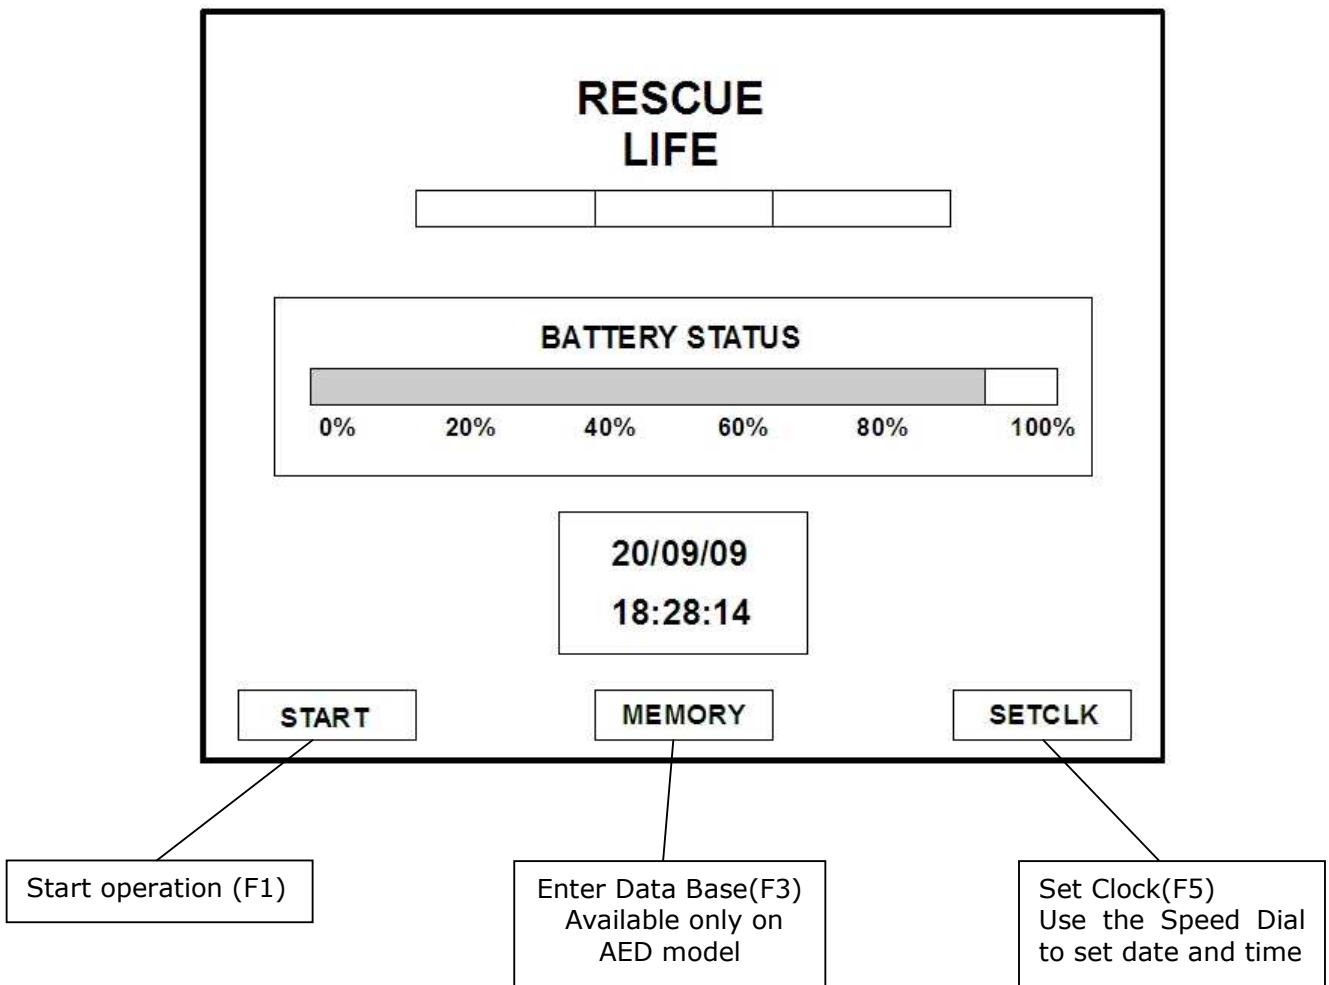 RESCUE
LIFE
BATTERY STATUS
0% 20% 40% 60% 80% 100%
20/09/09
18:28:14
START MEMORY SETCLK
Start operation (F1)
Enter Data Base(F3)
Available only on
AED model
Set Clock(F5)
Use the Speed Dial
to set date and time